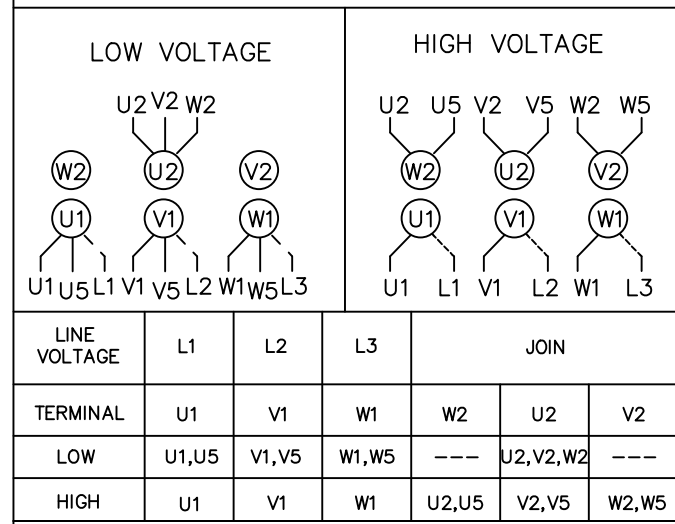 LOW VOLTAGE
HIGH VOLTAGE
U2 V2 W2
U2 U5 V2 V5 W2 W5
W2 U2 V2
W2 U2 V2
U1 V1 W1
U1 V1 W1
U1 U5 L1 V1 V5 L2 W1 W5 L3
U1 L1 V1 L2 W1 L3
LINE VOLTAGE L1 L2 L3 JOIN
TERMINAL U1 V1 W1 W2 U2 V2
LOW U1,U5 V1,V5 W1,W5 --- U2,V2,W2 ---
HIGH U1 V1 W1 U2,U5 V2,V5 W2,W5